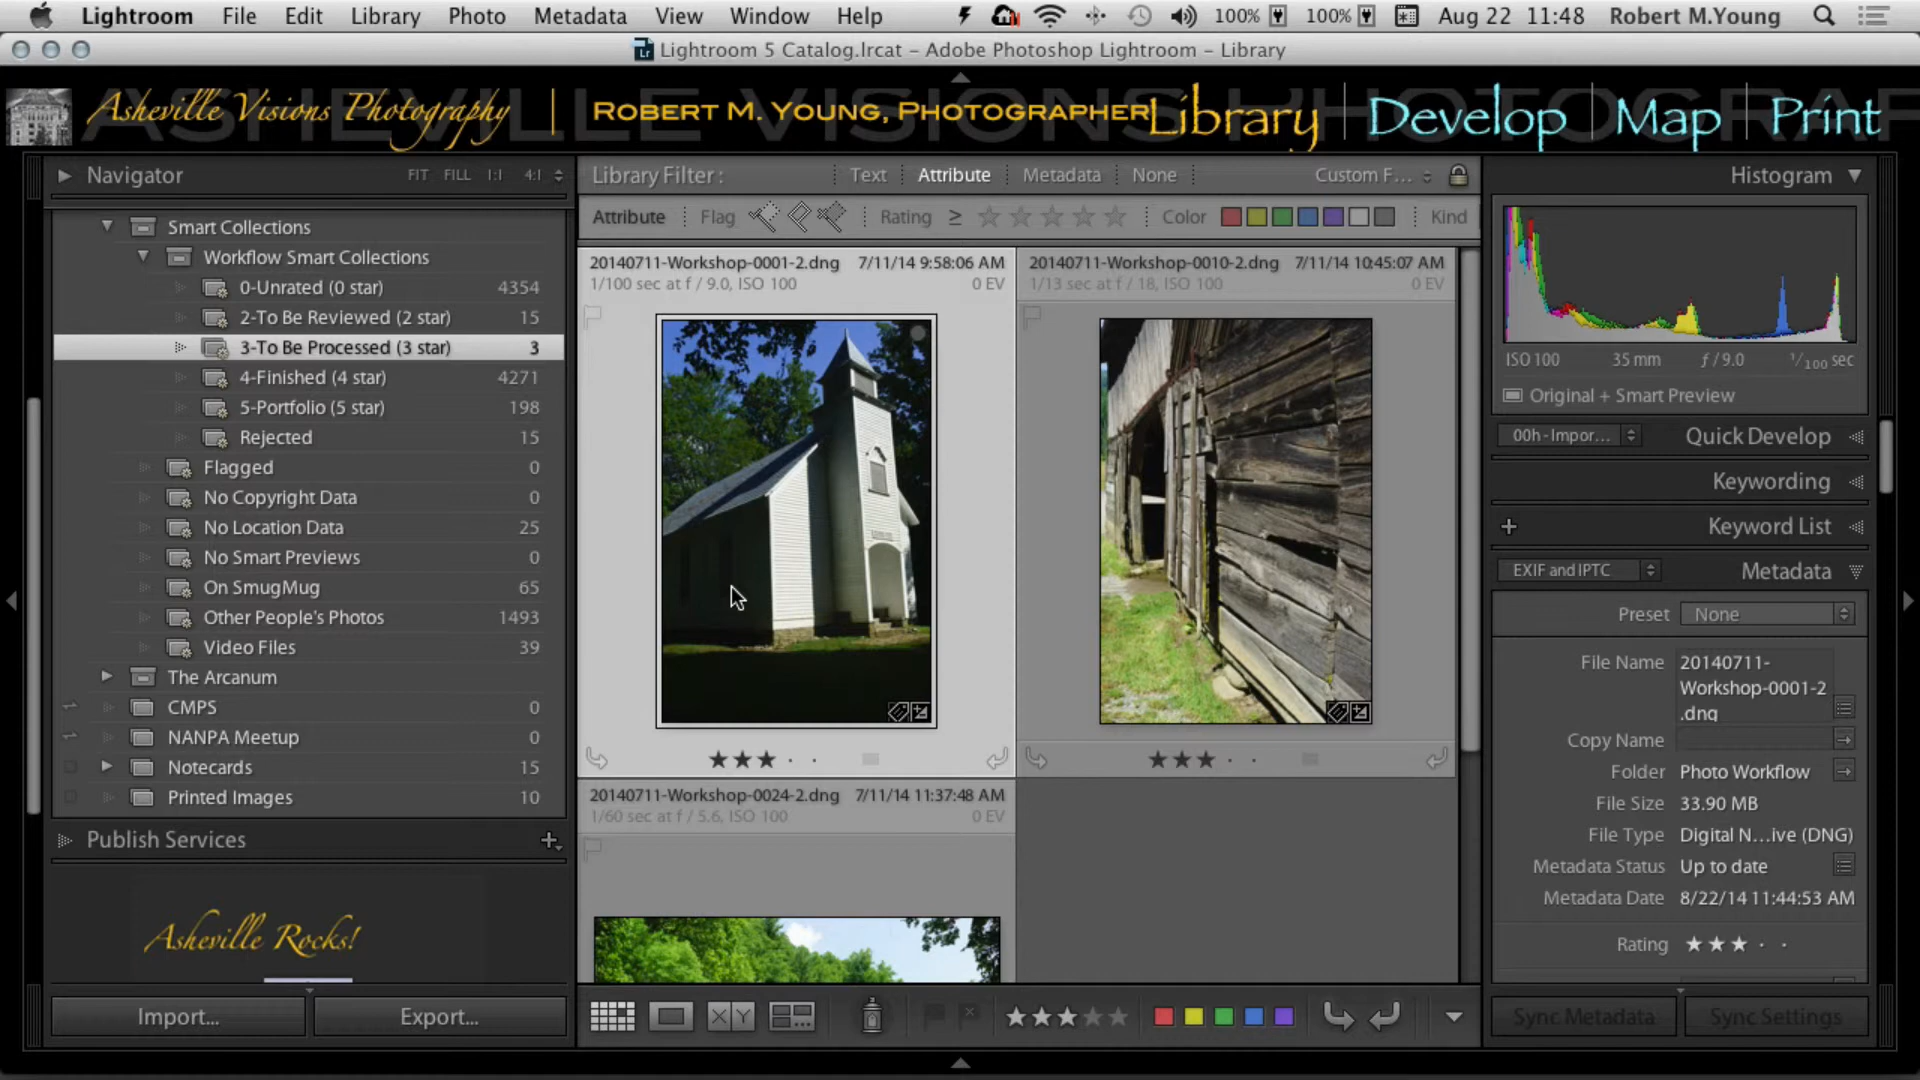 Lightroom File Edit Library Photo Metadata View Window Help 100% 100% Aug 22 11:48 Robert M.Young
Lightroom 5 Catalog.lrcat – Adobe Photoshop Lightroom – Library
Asheville Visions Photography | Robert M. Young, Photographer Library | Develop | Map | Print
Navigator FIT FILL 1:1 4:1
Smart Collections
Workflow Smart Collections
0-Unrated (0 star) 4354
2-To Be Reviewed (2 star) 15
3-To Be Processed (3 star) 3
4-Finished (4 star) 4271
5-Portfolio (5 star) 198
Rejected 15
Flagged 0
No Copyright Data 0
No Location Data 25
No Smart Previews 0
On SmugMug 65
Other People's Photos 1493
Video Files 39
The Arcanum
CMPS 0
NANPA Meetup 0
Notecards 15
Printed Images 10
Publish Services
Asheville Rocks!
Import... Export...
Library Filter : Text Attribute Metadata None Custom F...
Attribute Flag Rating ≥ Color Kind
20140711-Workshop-0001-2.dng 7/11/14 9:58:06 AM
1/100 sec at f / 9.0, ISO 100 0 EV
20140711-Workshop-0010-2.dng 7/11/14 10:45:07 AM
1/13 sec at f / 18, ISO 100 0 EV
20140711-Workshop-0024-2.dng 7/11/14 11:37:48 AM
1/60 sec at f / 5.6, ISO 100 0 EV
X Y
Histogram
ISO 100 35 mm f / 9.0 1/100 sec
Original + Smart Preview
00h-Impor... Quick Develop
Keywording
Keyword List
EXIF and IPTC Metadata
Preset None
File Name 20140711-
Workshop-0001-2
.dng
Copy Name
Folder Photo Workflow
File Size 33.90 MB
File Type Digital N...ive (DNG)
Metadata Status Up to date
Metadata Date 8/22/14 11:44:53 AM
Rating
Sync Metadata Sync Settings